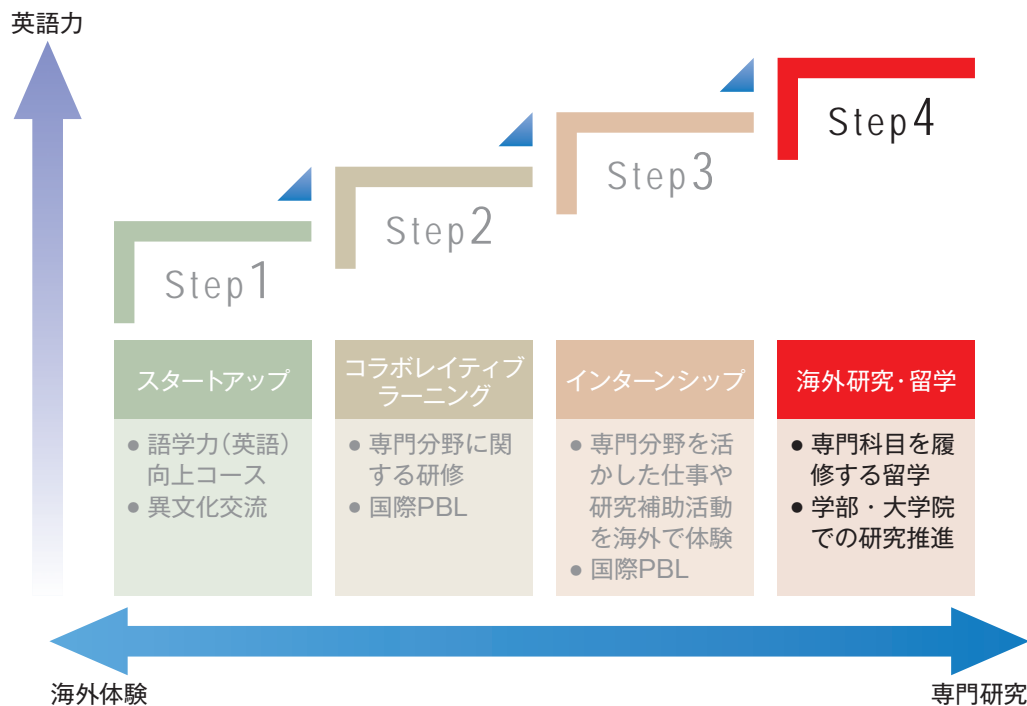 英語力
Step1
Step2
Step3
Step4
スタートアップ
● 語学力（英語）
向上コース
● 異文化交流
コラボレイティブ
ラーニング
● 専門分野に関
する研修
● 国際PBL
インターンシップ
● 専門分野を活
かした仕事や
研究補助活動
を海外で体験
● 国際PBL
海外研究・留学
● 専門科目を履
修する留学
● 学部・大学院
での研究推進
海外体験
専門研究